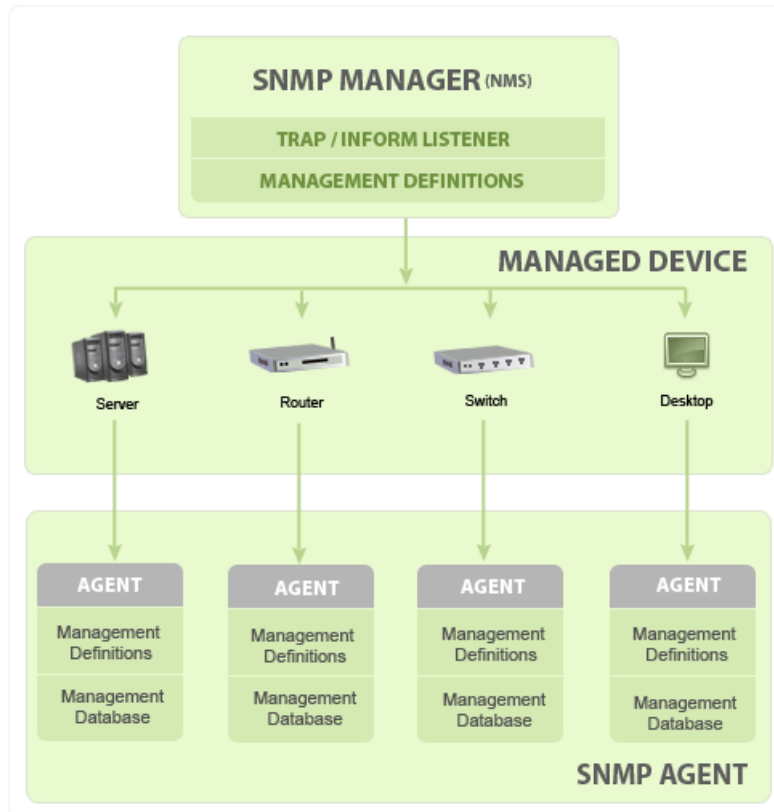 SNMP MANAGER (NMS)
TRAP / INFORM LISTENER
MANAGEMENT DEFINITIONS
MANAGED DEVICE
Server
Router
Switch
Desktop
AGENT
Management
Definitions
Management
Database
AGENT
Management
Definitions
Management
Database
AGENT
Management
Definitions
Management
Database
AGENT
Management
Definitions
Management
Database
SNMP AGENT